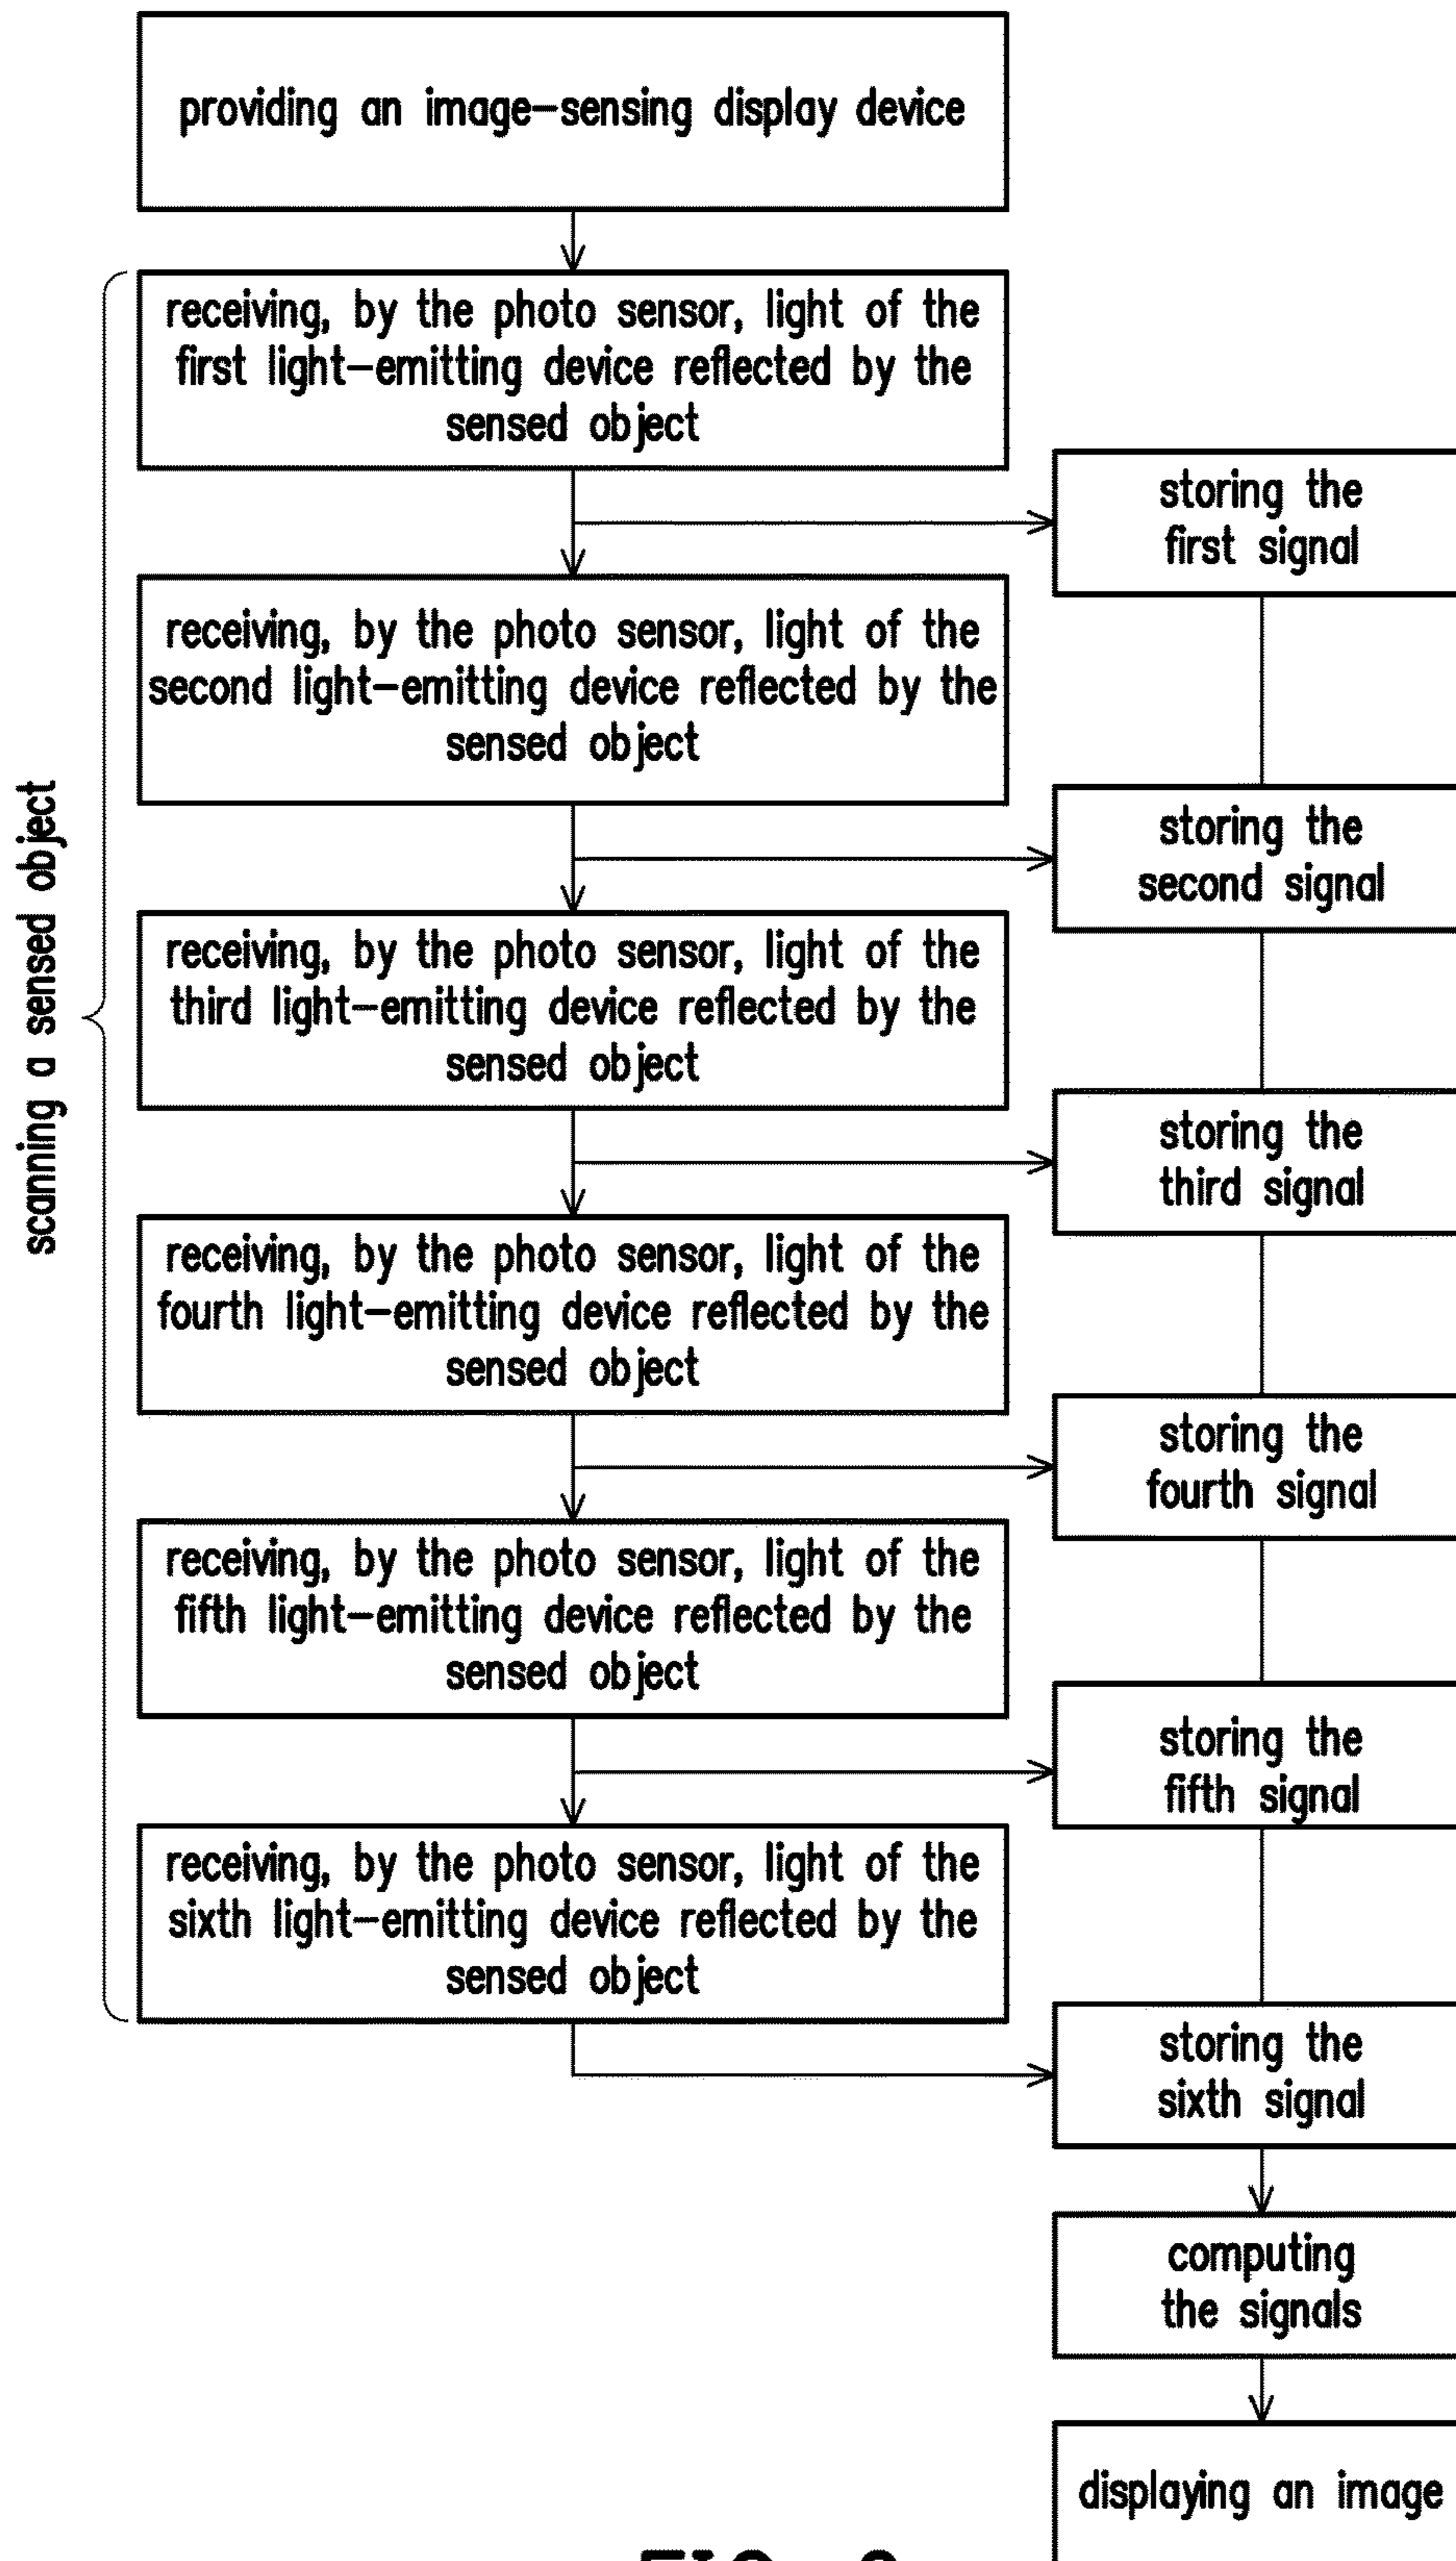 providing an image-sensing display device
scanning a sensed object
receiving, by the photo sensor, light of the
first light-emitting device reflected by the
sensed object
storing the
first signal
receiving, by the photo sensor, light of the
second light-emitting device reflected by the
sensed object
storing the
second signal
receiving, by the photo sensor, light of the
third light-emitting device reflected by the
sensed object
storing the
third signal
receiving, by the photo sensor, light of the
fourth light-emitting device reflected by the
sensed object
storing the
fourth signal
receiving, by the photo sensor, light of the
fifth light-emitting device reflected by the
sensed object
storing the
fifth signal
receiving, by the photo sensor, light of the
sixth light-emitting device reflected by the
sensed object
storing the
sixth signal
computing
the signals
displaying an image